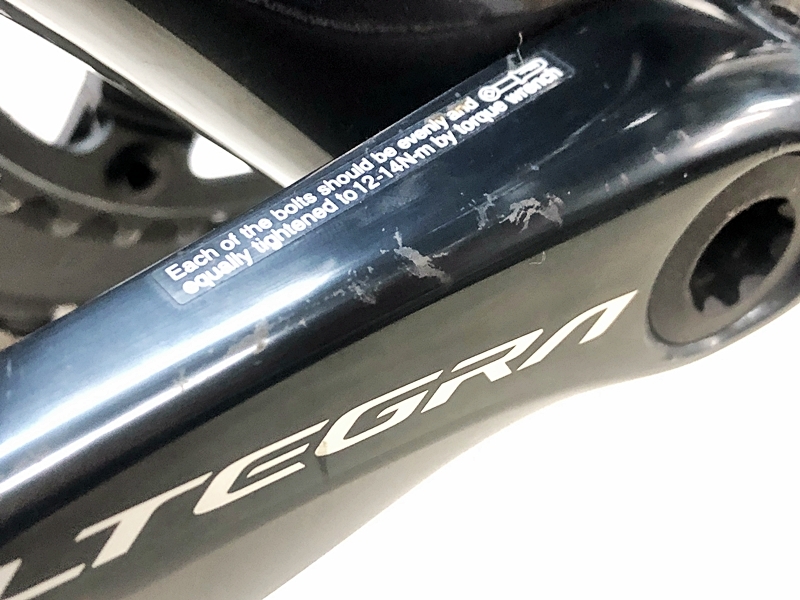 Each of the bolts should be evenly and
equally tightened to 12-14N·m by torque wrench
LTEGRA